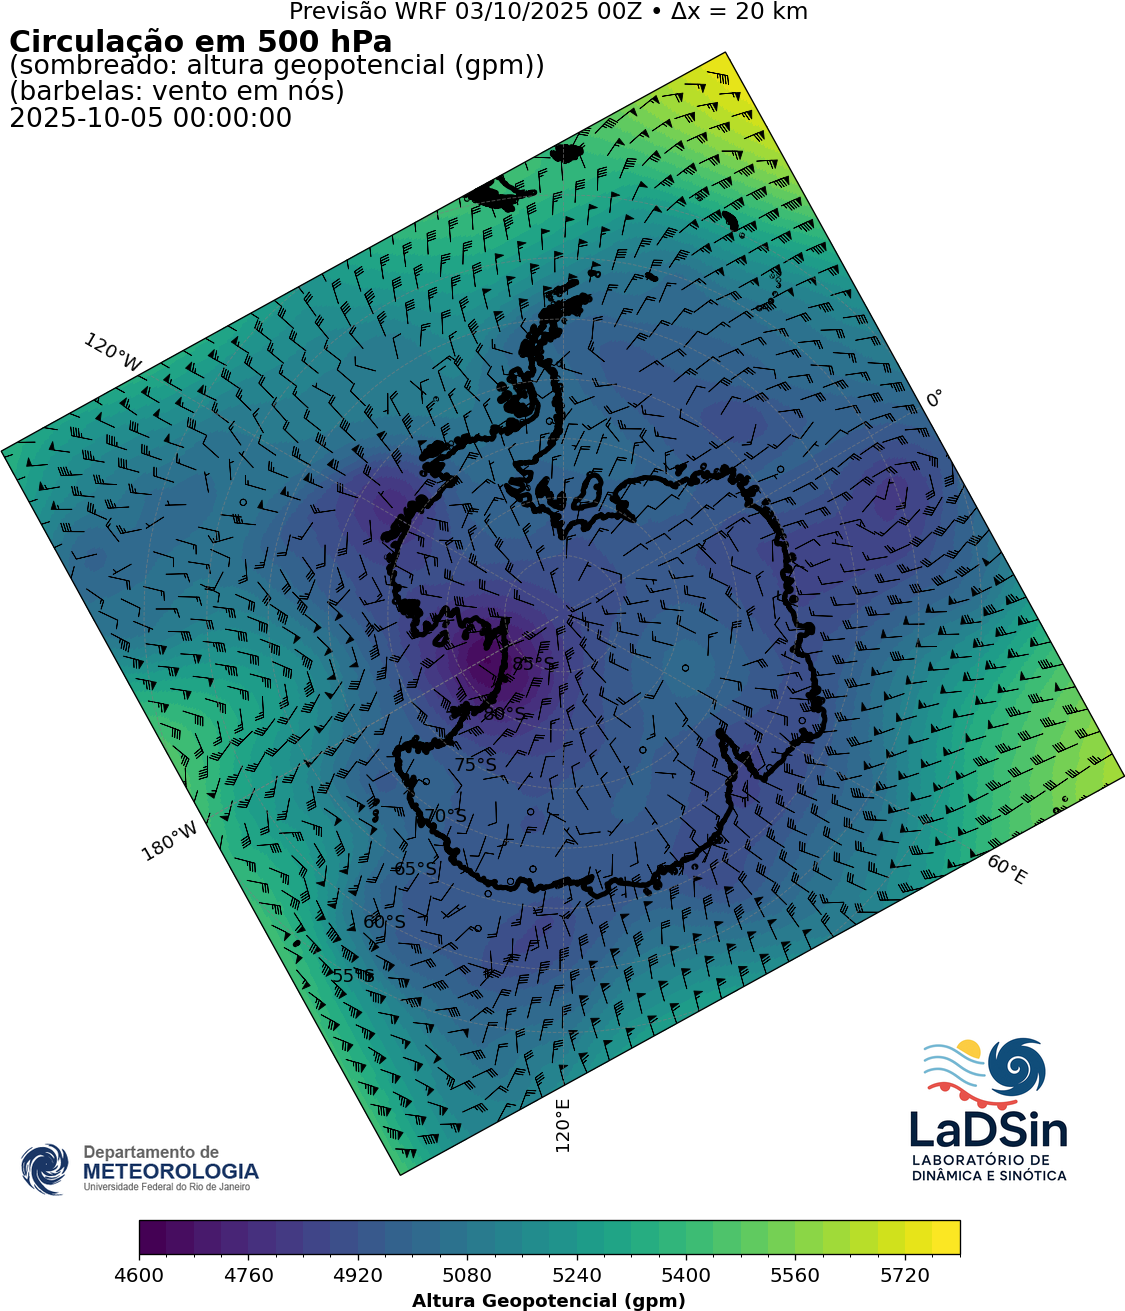 Previsão WRF 03/10/2025 00Z • Δx = 20 km
Circulação em 500 hPa
(sombreado: altura geopotencial (gpm))
(barbelas: vento em nós)
2025-10-05 00:00:00
120°W
0°
85°S
80°S
75°S
70°S
65°S
180°W
60°E
60°S
55°S
120°E
LaDSin
LABORATÓRIO DE
DINÂMICA E SINÓTICA
Departamento de
METEOROLOGIA
Universidade Federal do Rio de Janeiro
4600 4760 4920 5080 5240 5400 5560 5720
Altura Geopotencial (gpm)